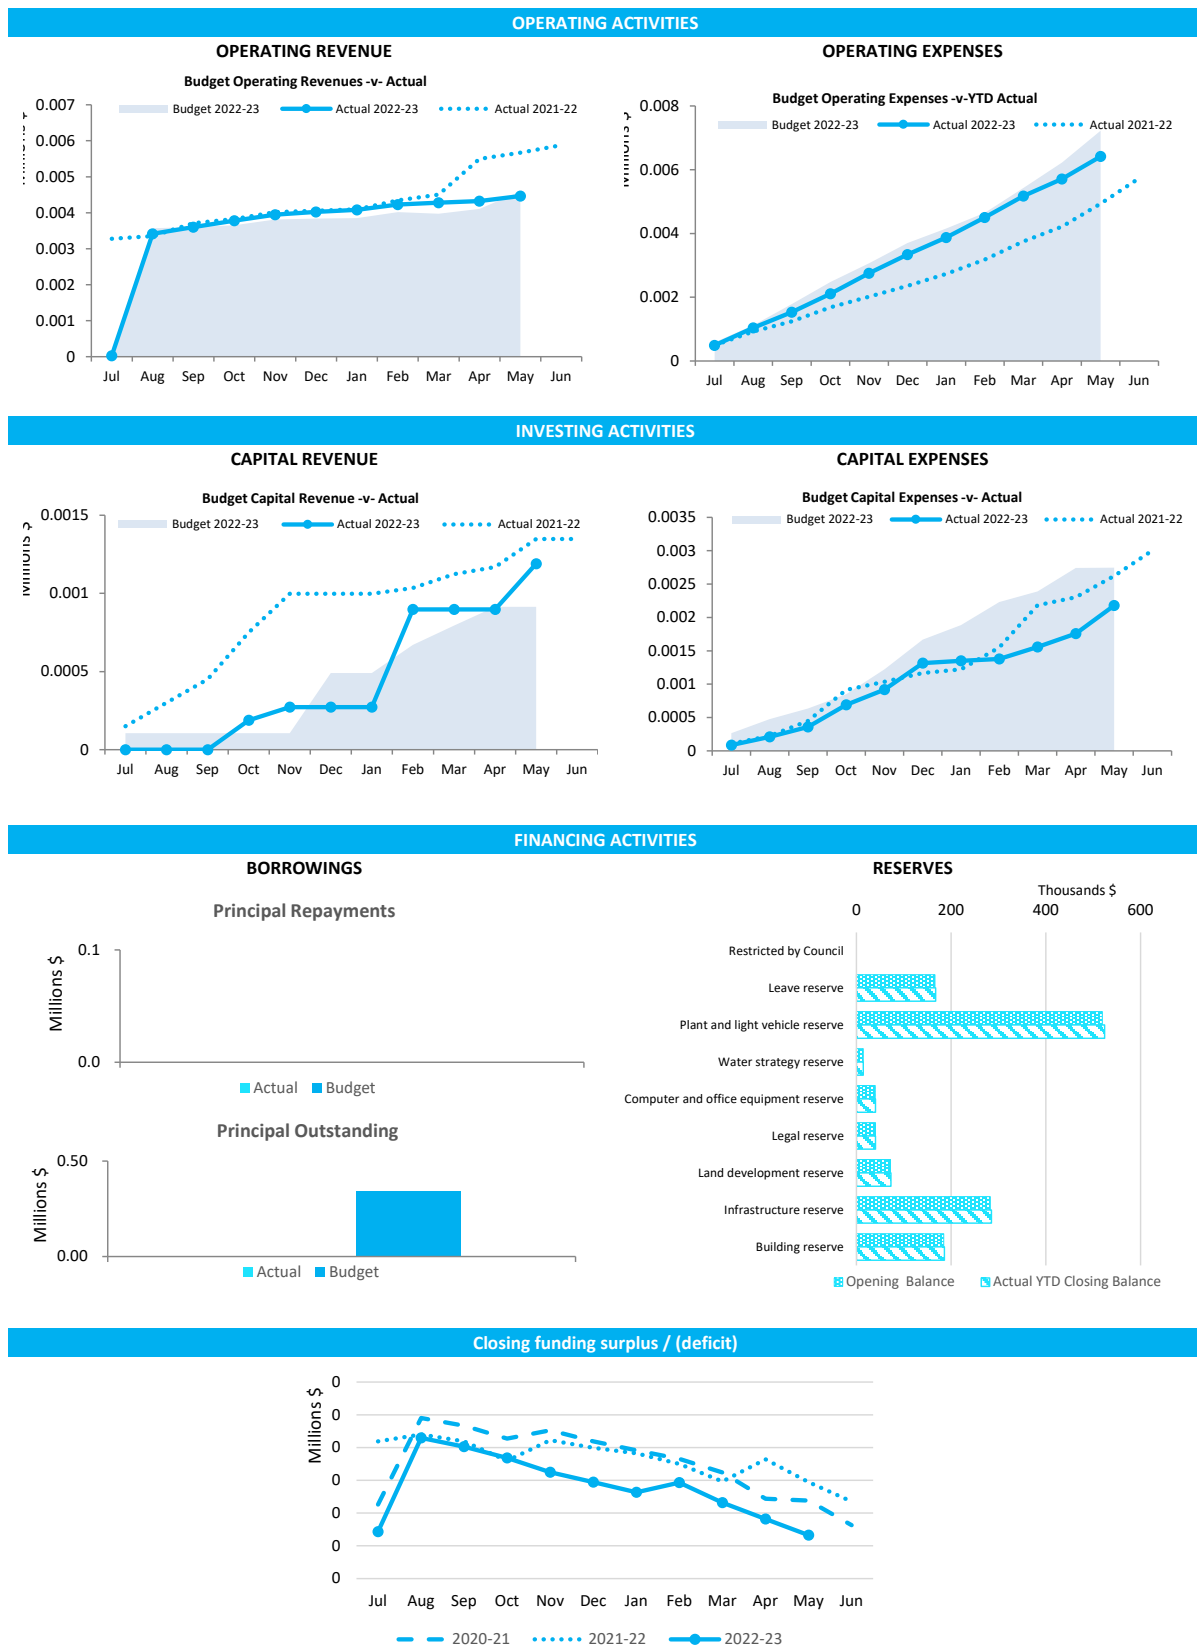 OPERATING ACTIVITIES
OPERATING REVENUE
Budget Operating Revenues -v- Actual
Budget 2022-23 Actual 2022-23 Actual 2021-22
Millions $
0.007
0.006
0.005
0.004
0.003
0.002
0.001
0
Jul Aug Sep Oct Nov Dec Jan Feb Mar Apr May Jun
OPERATING EXPENSES
Budget Operating Expenses -v-YTD Actual
Budget 2022-23 Actual 2022-23 Actual 2021-22
Millions $
0.008
0.006
0.004
0.002
0
Jul Aug Sep Oct Nov Dec Jan Feb Mar Apr May Jun
INVESTING ACTIVITIES
CAPITAL REVENUE
Budget Capital Revenue -v- Actual
Budget 2022-23 Actual 2022-23 Actual 2021-22
Millions $
0.0015
0.001
0.0005
0
Jul Aug Sep Oct Nov Dec Jan Feb Mar Apr May Jun
CAPITAL EXPENSES
Budget Capital Expenses -v- Actual
Budget 2022-23 Actual 2022-23 Actual 2021-22
0.0035
0.003
0.0025
0.002
0.0015
0.001
0.0005
0
Jul Aug Sep Oct Nov Dec Jan Feb Mar Apr May Jun
FINANCING ACTIVITIES
BORROWINGS
Principal Repayments
Millions $
0.1
0.0
Actual Budget
Principal Outstanding
Millions $
0.50
0.00
Actual Budget
RESERVES
Thousands $
0 200 400 600
Restricted by Council
Leave reserve
Plant and light vehicle reserve
Water strategy reserve
Computer and office equipment reserve
Legal reserve
Land development reserve
Infrastructure reserve
Building reserve
Opening Balance Actual YTD Closing Balance
Closing funding surplus / (deficit)
Millions $
0
0
0
0
0
0
0
Jul Aug Sep Oct Nov Dec Jan Feb Mar Apr May Jun
2020-21 2021-22 2022-23